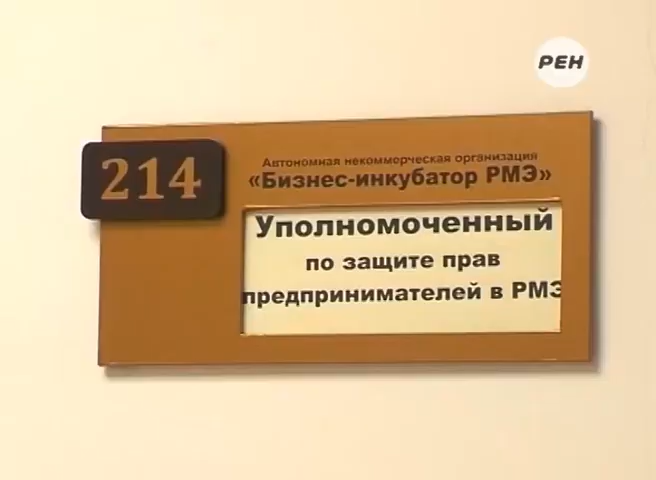 РЕН
214
Автономная некоммерческая организация
«Бизнес-инкубатор РМЭ»
Уполномоченный
по защите прав
предпринимателей в РМЭ